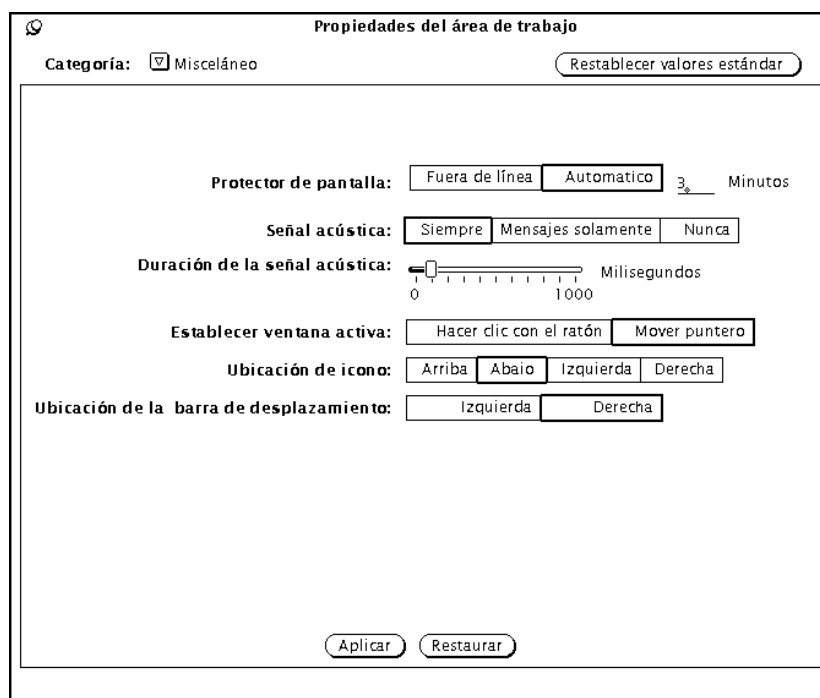 Propiedades del área de trabajo
Categoría: Misceláneo Restablecer valores estándar
Protector de pantalla: Fuera de línea Automatico 3 Minutos
Señal acústica: Siempre Mensajes solamente Nunca
Duración de la señal acústica: Milisegundos
0 1000
Establecer ventana activa: Hacer clic con el ratón Mover puntero
Ubicación de icono: Arriba Abaio Izquierda Derecha
Ubicación de la barra de desplazamiento: Izquierda Derecha
Aplicar Restaurar